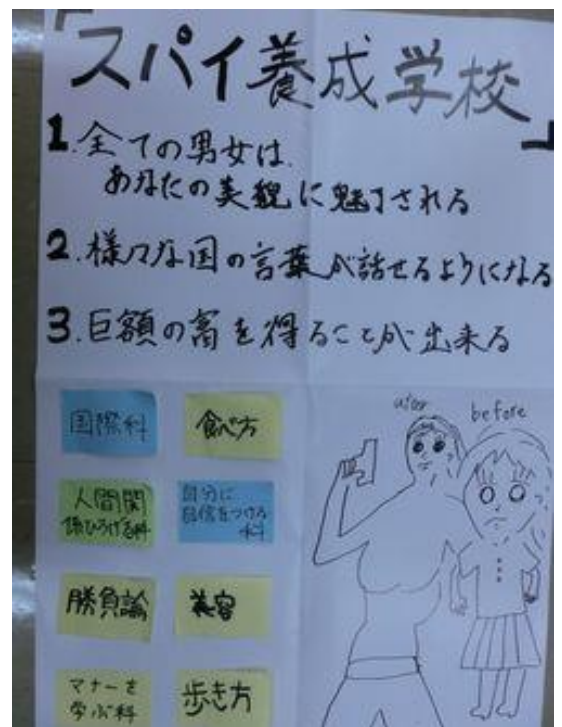 「スパイ養成学校」
1.全ての男女は
あなたの美貌に魅了される
2.様々な国の言葉が話せるようになる
3.巨額の富を得ることが出来る
国際科
食べ方
人間関
係ひろげる科
自分に
自信をつける
科
勝負論
美容
マナーを
学ぶ科
歩き方
after
before